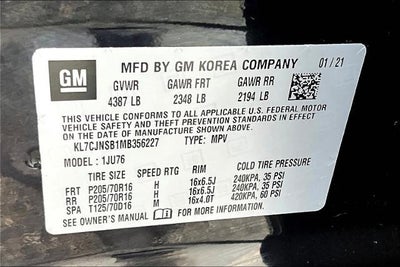 GM
MFD BY GM KOREA COMPANY 01/21
GVWR GAWR FRT GAWR RR
4387 LB 2348 LB 2194 LB
THIS VEHICLE CONFORMS TO ALL APPLICABLE U.S. FEDERAL MOTOR
VEHICLE SAFETY, BUMPER, AND THEFT PREVENTION STANDARDS IN EFFECT
ON THE DATE OF MANUFACTURE SHOWN ABOVE.
KL7CJNSB1MB356227 TYPE: MPV
MODEL: 1JU76
TIRE SIZE SPEED RTG RIM COLD TIRE PRESSURE
FRT P205/70R16 H 16x6.5J 240KPA, 35 PSI
RR P205/70R16 H 16x6.5J 240KPA, 35 PSI
SPA T125/70D16 M 16x4.0T 420KPA, 60 PSI
SEE OWNER'S MANUAL FOR MORE INFORMATION.